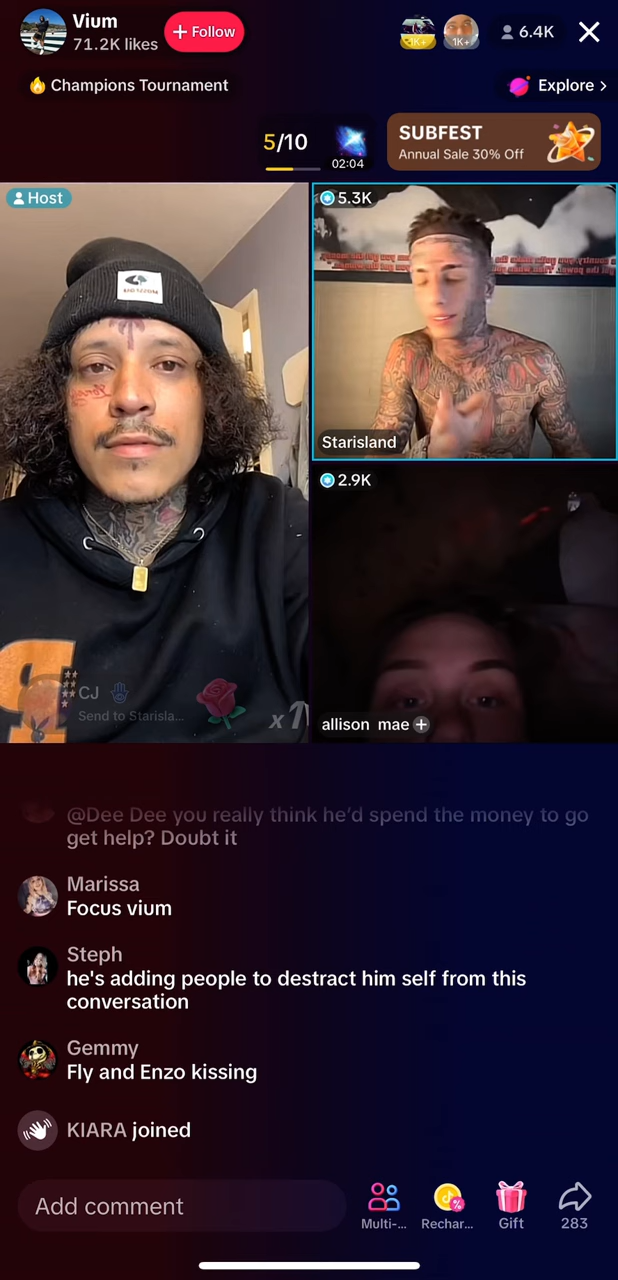 Vium
71.2K likes
+ Follow
1K+
1K+
6.4K
Champions Tournament
Explore >
5/10
02:04
SUBFEST
Annual Sale 30% Off
Host
5.3K
Starisland
2.9K
CJ
Send to Starisla...
x1
allison mae
@Dee Dee you really think he'd spend the money to go
get help? Doubt it
Marissa
Focus vium
Steph
he's adding people to destract him self from this
conversation
Gemmy
Fly and Enzo kissing
KIARA joined
Add comment
Multi-...
Rechar...
Gift
283